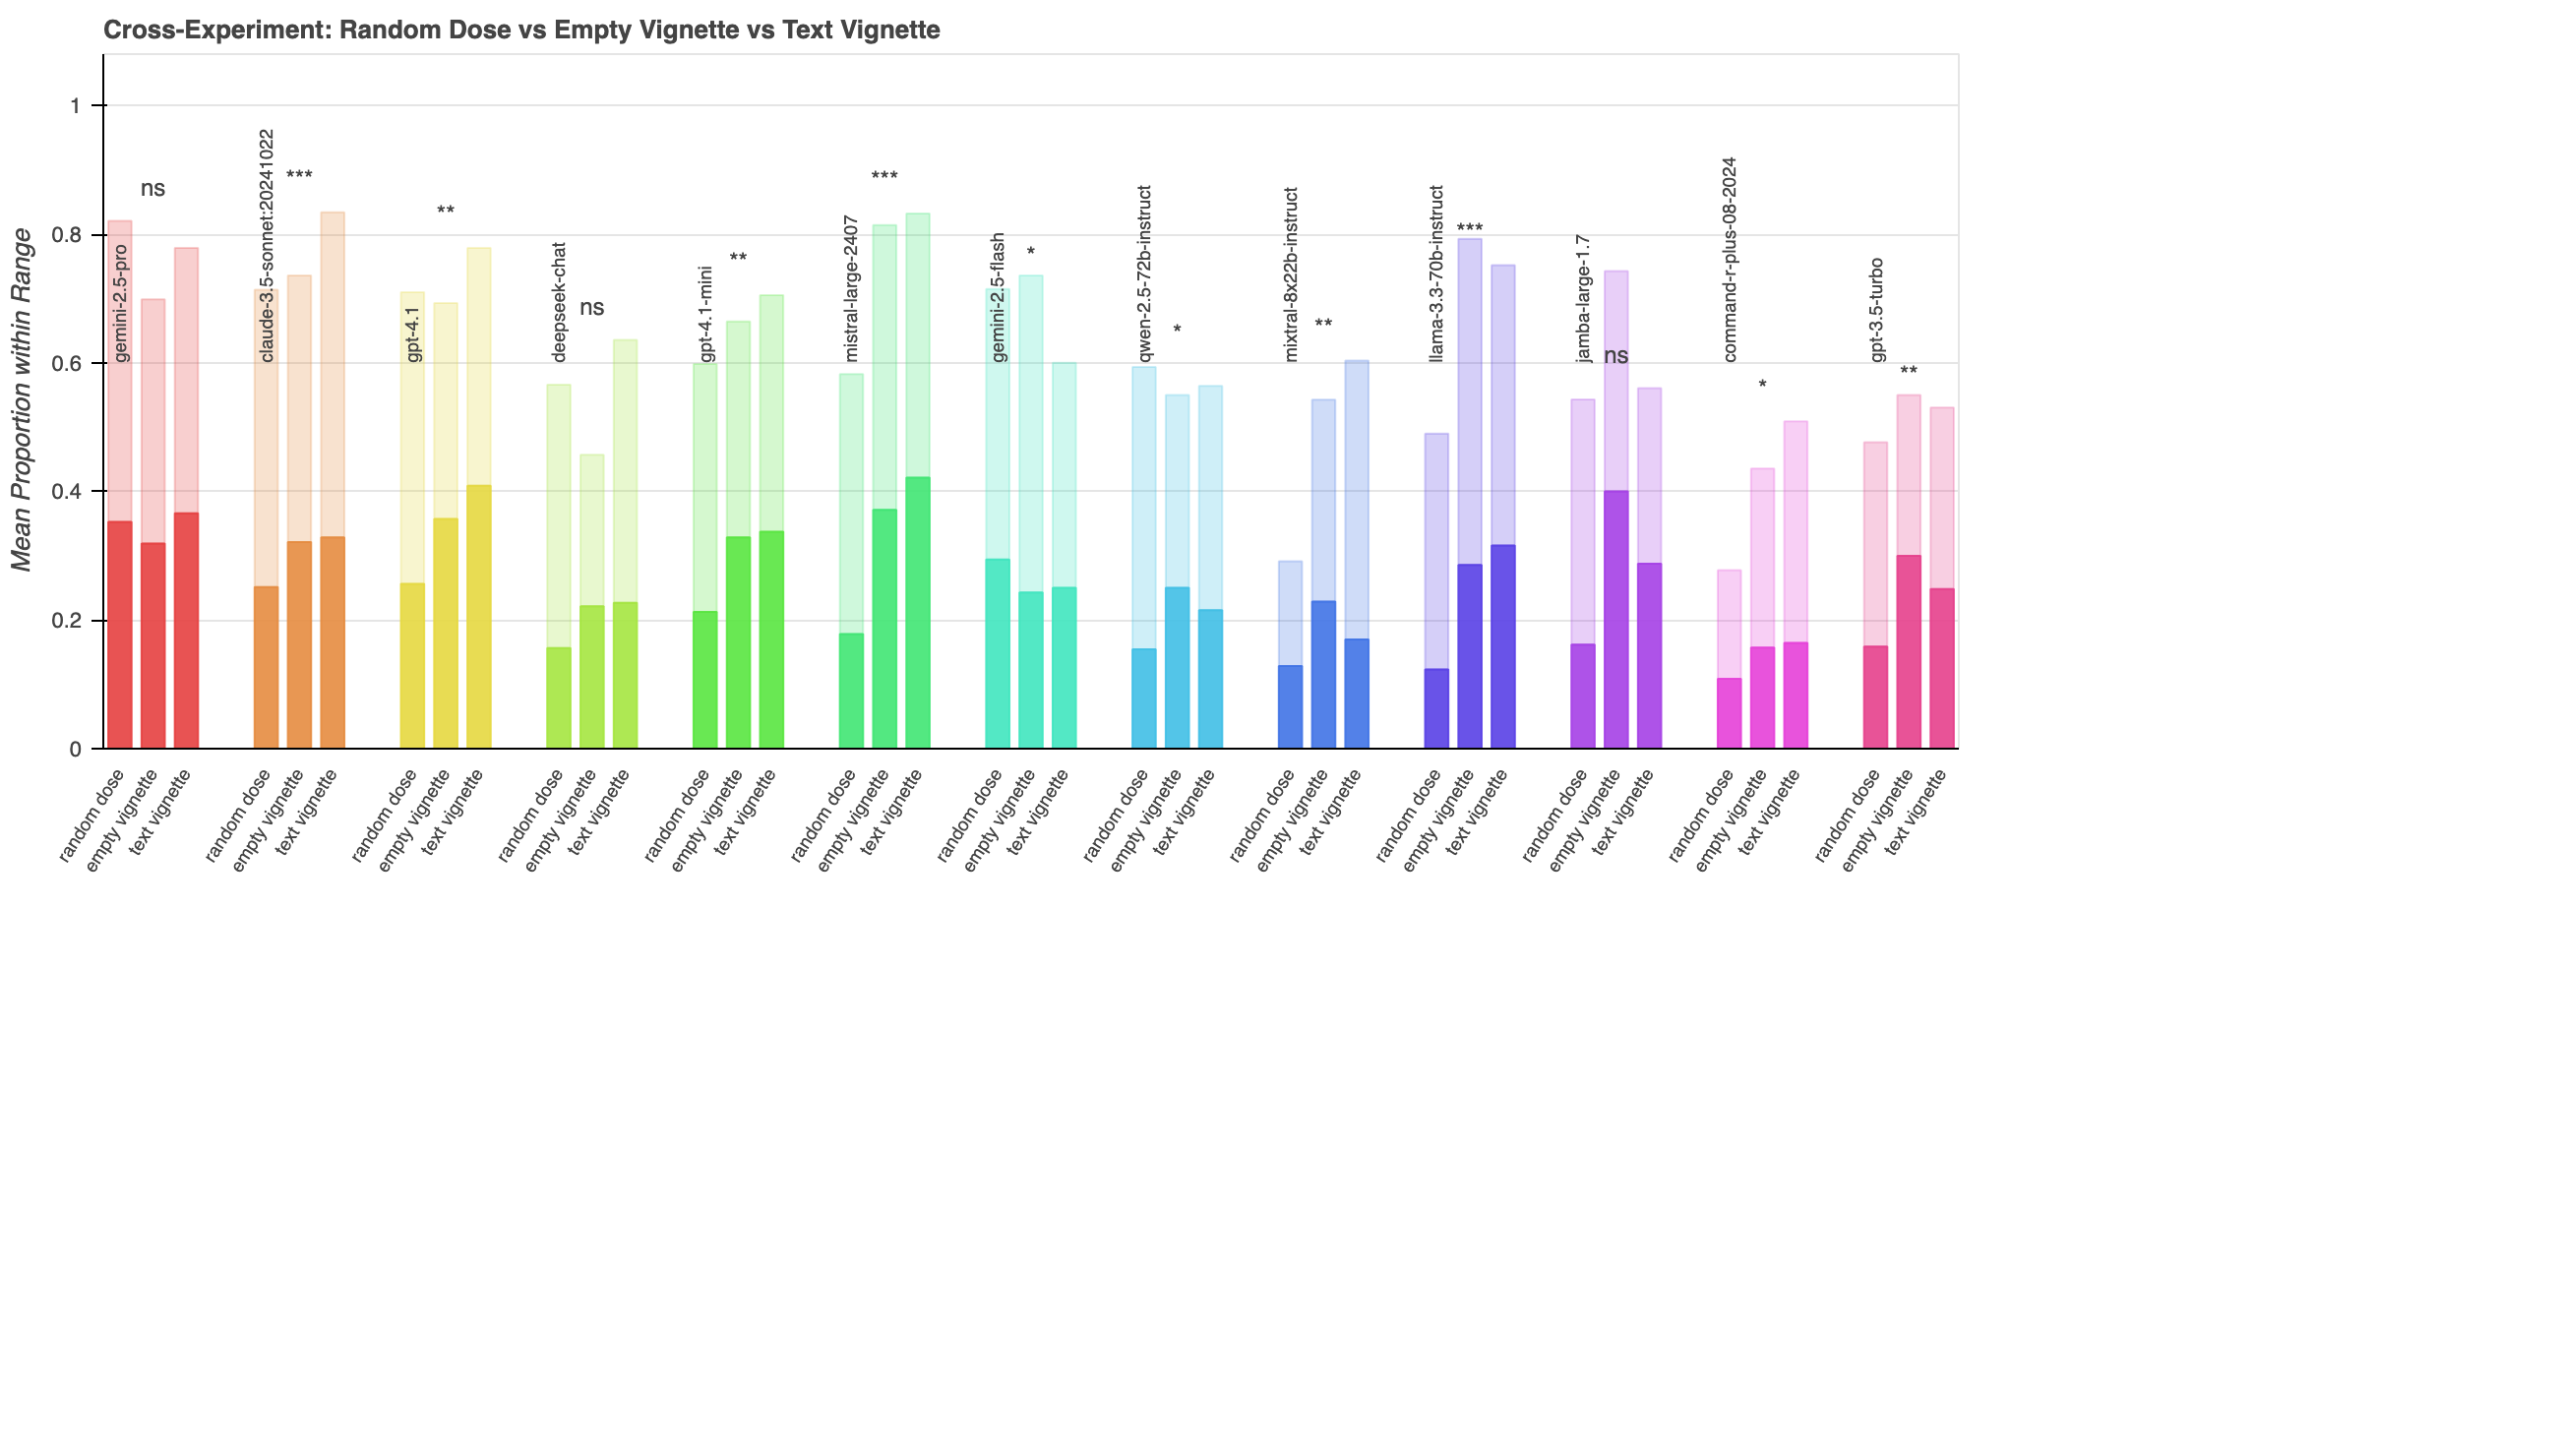 Cross-Experiment: Random Dose vs Empty Vignette vs Text Vignette
Mean Proportion within Range
1
0.8
0.6
0.4
0.2
0
gemini-2.5-pro
ns
claude-3.5-sonnet:20241022
***
gpt-4.1
**
deepseek-chat
ns
gpt-4.1-mini
**
mistral-large-2407
***
gemini-2.5-flash
*
qwen-2.5-72b-instruct
*
mixtral-8x22b-instruct
**
llama-3.3-70b-instruct
***
jamba-large-1.7
ns
command-r-plus-08-2024
*
gpt-3.5-turbo
**
random dose
empty vignette
text vignette
random dose
empty vignette
text vignette
random dose
empty vignette
text vignette
random dose
empty vignette
text vignette
random dose
empty vignette
text vignette
random dose
empty vignette
text vignette
random dose
empty vignette
text vignette
random dose
empty vignette
text vignette
random dose
empty vignette
text vignette
random dose
empty vignette
text vignette
random dose
empty vignette
text vignette
random dose
empty vignette
text vignette
random dose
empty vignette
text vignette